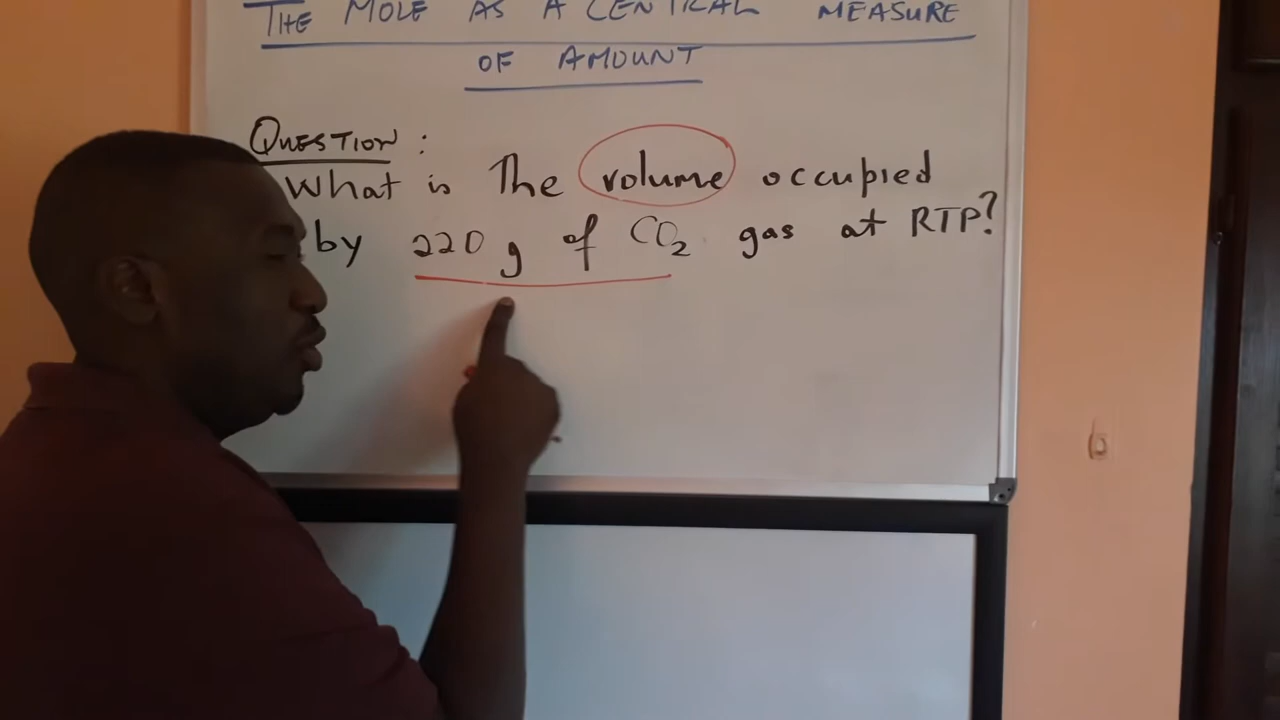 THE MOLE AS A CENTRAL MEASURE
OF AMOUNT
QUESTION :
What is The volume occupied
by 220 g of CO₂ gas at RTP?